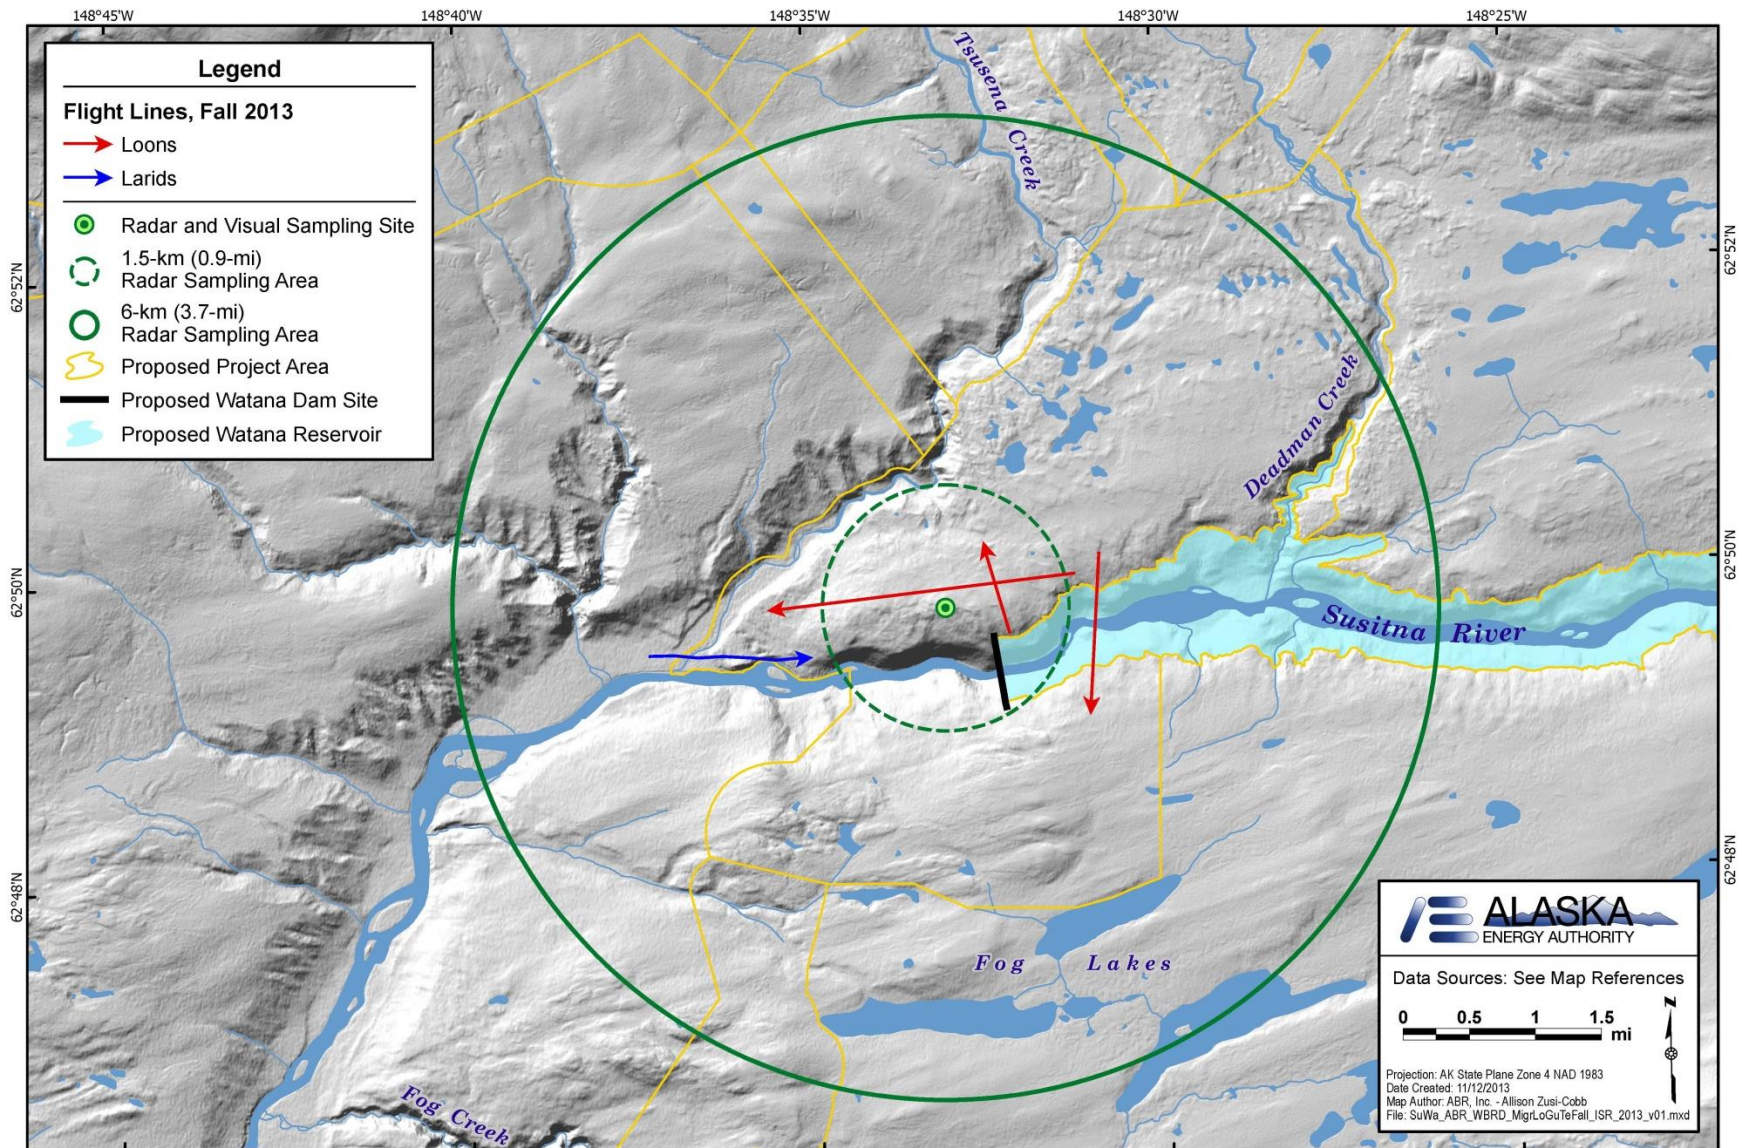 148°45'W
148°40'W
148°35'W
148°30'W
148°25'W
Legend
Flight Lines, Fall 2013
Loons
Larids
Radar and Visual Sampling Site
1.5-km (0.9-mi)
Radar Sampling Area
6-km (3.7-mi)
Radar Sampling Area
Proposed Project Area
Proposed Watana Dam Site
Proposed Watana Reservoir
Tsusena Creek
Deadman Creek
Susitna River
Fog Lakes
Fog Creek
62°52'N
62°50'N
62°48'N
62°52'N
62°50'N
62°48'N
ALASKA
ENERGY AUTHORITY
Data Sources: See Map References
0 0.5 1 1.5
mi
N
Projection: AK State Plane Zone 4 NAD 1983
Date Created: 11/12/2013
Map Author: ABR, Inc. - Allison Zusi-Cobb
File: SuWa_ABR_WBRD_MigrLoGuTeFall_ISR_2013_v01.mxd